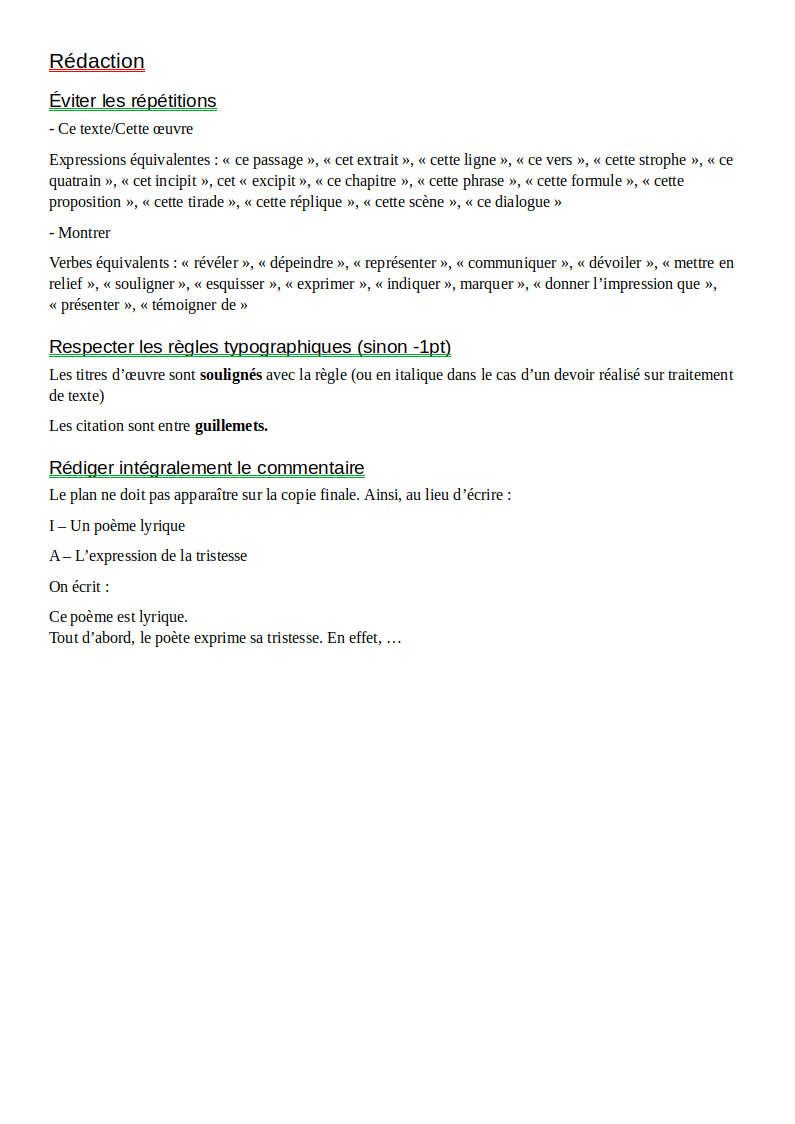 Rédaction
Éviter les répétitions
- Ce texte/Cette œuvre
Expressions équivalentes : « ce passage », « cet extrait », « cette ligne », « ce vers », « cette strophe », « ce
quatrain », « cet incipit », cet « excipit », « ce chapitre », « cette phrase », « cette formule », « cette
proposition », « cette tirade », « cette réplique », « cette scène », « ce dialogue »
- Montrer
Verbes équivalents : « révéler », « dépeindre », « représenter », « communiquer », « dévoiler », « mettre en
relief », « souligner », « esquisser », « exprimer », « indiquer », marquer », « donner l’impression que »,
« présenter », « témoigner de »
Respecter les règles typographiques (sinon -1pt)
Les titres d’œuvre sont soulignés avec la règle (ou en italique dans le cas d’un devoir réalisé sur traitement
de texte)
Les citation sont entre guillemets.
Rédiger intégralement le commentaire
Le plan ne doit pas apparaître sur la copie finale. Ainsi, au lieu d’écrire :
I – Un poème lyrique
A – L’expression de la tristesse
On écrit :
Ce poème est lyrique.
Tout d’abord, le poète exprime sa tristesse. En effet, …